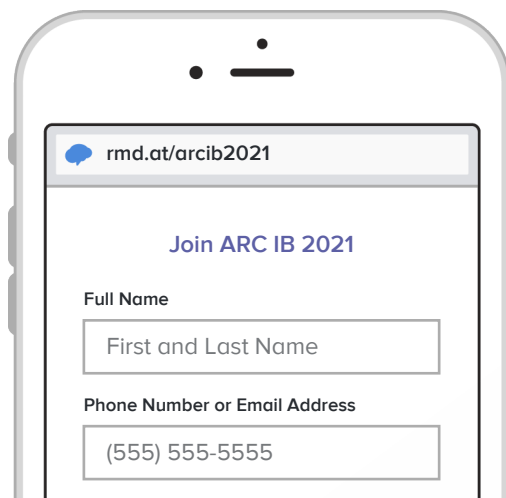 rmd.at/arcib2021
Join ARC IB 2021
Full Name
First and Last Name
Phone Number or Email Address
(555) 555-5555